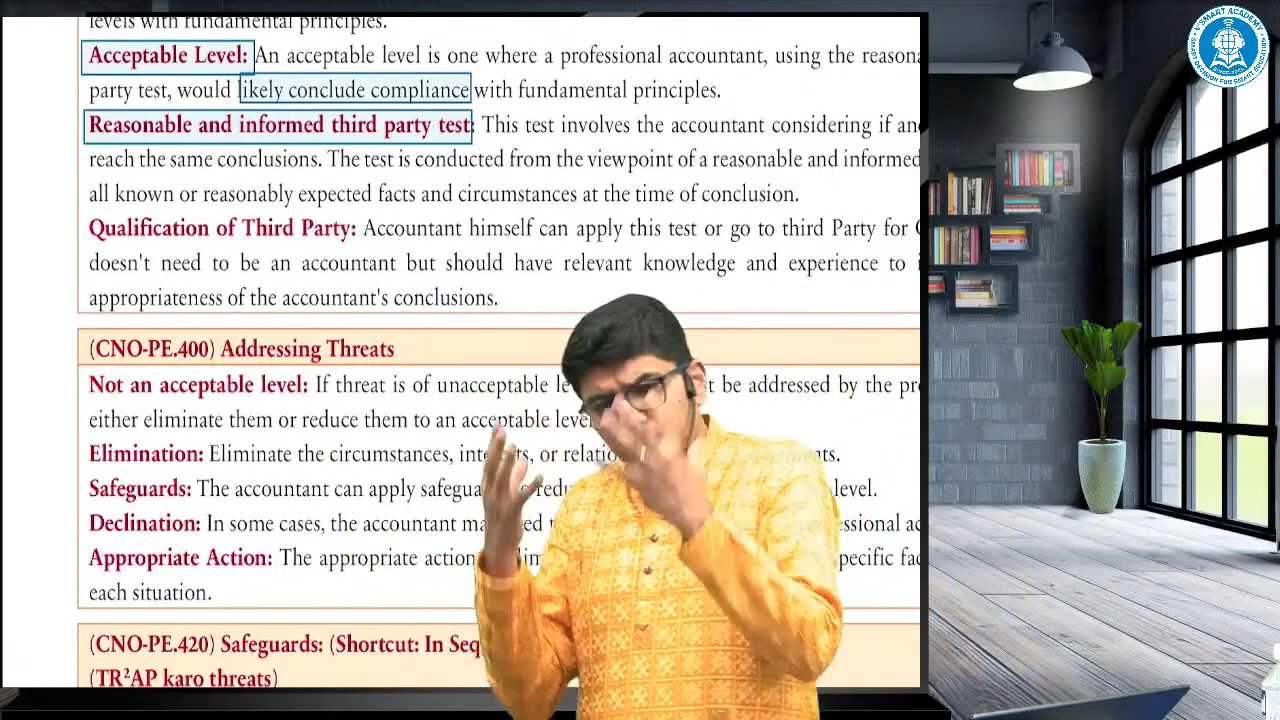 levels with fundamental principles.
Acceptable Level: An acceptable level is one where a professional accountant, using the
party test, would likely conclude compliance with fundamental principles.
Reasonable and informed third party test: This test involves the accountant considering if
reach the same conclusions. The test is conducted from the viewpoint of a reasonable and informed
all known or reasonably expected facts and circumstances at the time of conclusion.
Qualification of Third Party: Accountant himself can apply this test or go to third Party for
doesn't need to be an accountant but should have relevant knowledge and experience to
appropriateness of the accountant's conclusions.
(CNO-PE.400) Addressing Threats
Not an acceptable level: If threat is of unacceptable be addressed by the
either eliminate them or reduce them to an acceptable
Elimination: Eliminate the circumstances, or
Safeguards: The accountant can apply level.
Declination: In some cases, the accountant
Appropriate Action: The appropriate action
each situation.
(CNO-PE.420) Safeguards: (Shortcut: In
(TR²AP karo threats)
V'SMART ACADEMY
SMART DECISION FOR SMART